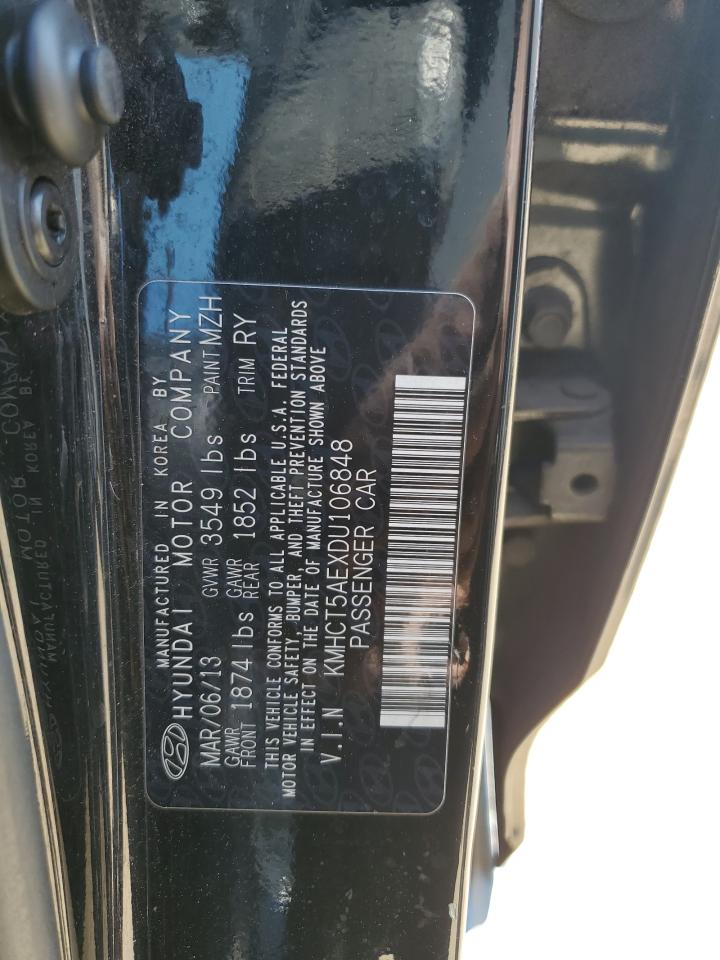 MANUFACTURED IN KOREA BY
HYUNDAI MOTOR COMPANY
MAR/06/13 GVWR 3549 lbs PAINT MZH
GAWR FRONT 1874 lbs GAWR REAR 1852 lbs TRIM RY
THIS VEHICLE CONFORMS TO ALL APPLICABLE U.S.A. FEDERAL
MOTOR VEHICLE SAFETY, BUMPER, AND THEFT PREVENTION STANDARDS
IN EFFECT ON THE DATE OF MANUFACTURE SHOWN ABOVE
V.I.N KMHCT5AEXDU106848
PASSENGER CAR